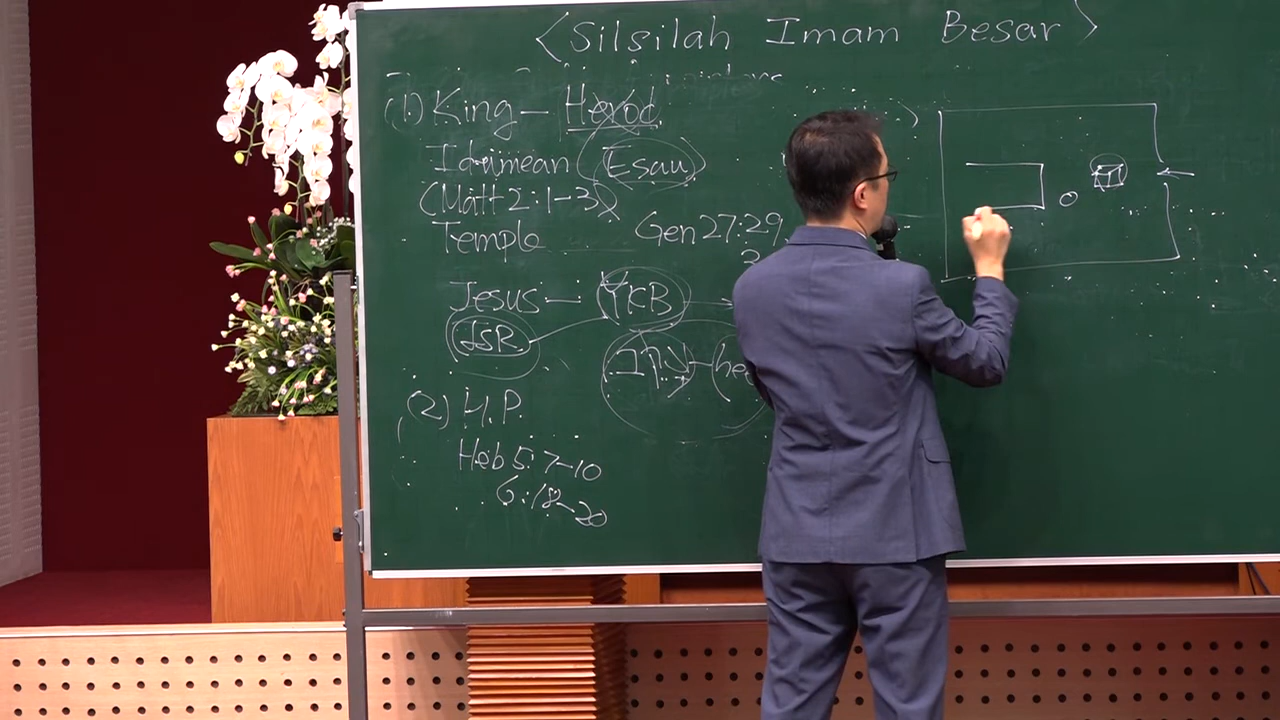 <Silsilah Imam Besar>
(1) King - Herod
Idumean (Esau)
(Matt 2:1-3)
Temple
Gen 27:29,
Jesus - YKB
JSR
(2) H.P.
Heb 5:7-10
6:18-20